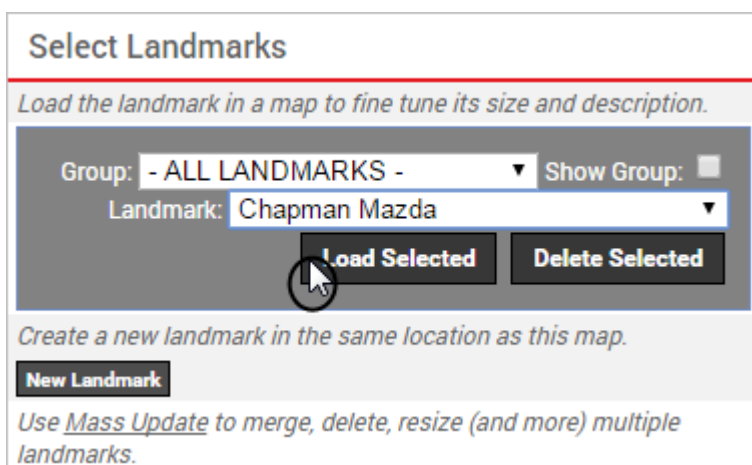 Select Landmarks
Load the landmark in a map to fine tune its size and description.
Group: - ALL LANDMARKS - Show Group:
Landmark: Chapman Mazda
Load Selected Delete Selected
Create a new landmark in the same location as this map.
New Landmark
Use Mass Update to merge, delete, resize (and more) multiple
landmarks.